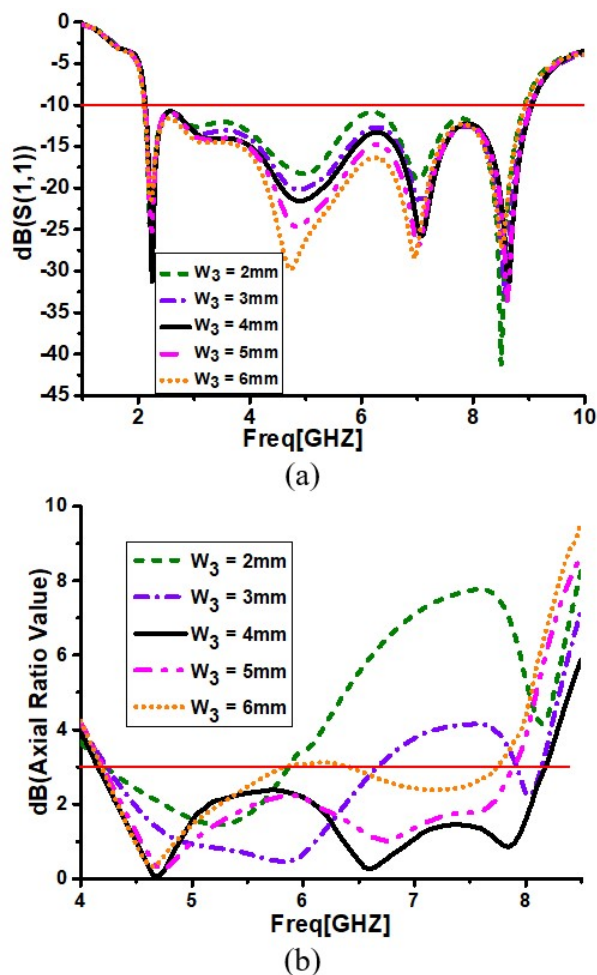 0
-5
-10
-15
-20
-25
-30
-35
-40
-45
dB(S(1,1))
W3 = 2mm
W3 = 3mm
W3 = 4mm
W3 = 5mm
W3 = 6mm
2 4 6 8 10
Freq[GHZ]
(a)
10
8
6
4
2
0
dB(Axial Ratio Value)
W3 = 2mm
W3 = 3mm
W3 = 4mm
W3 = 5mm
W3 = 6mm
4 5 6 7 8
Freq[GHZ]
(b)